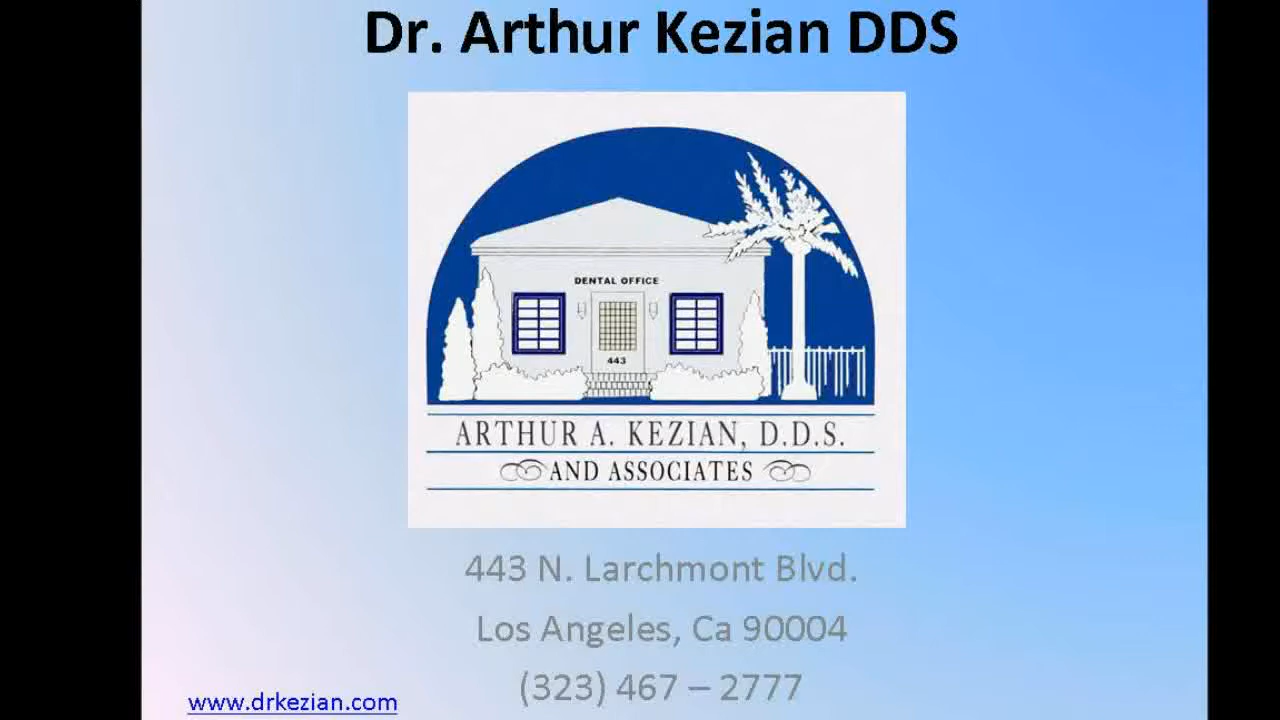 Dr. Arthur Kezian DDS
DENTAL OFFICE
443
ARTHUR A. KEZIAN, D.D.S.
AND ASSOCIATES
443 N. Larchmont Blvd.
Los Angeles, Ca 90004
(323) 467 – 2777
www.drkezian.com